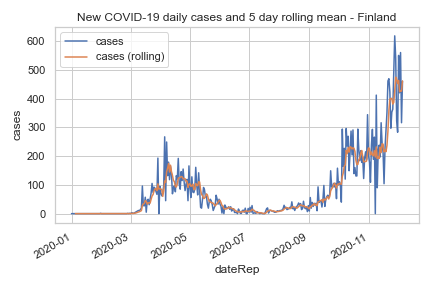 New COVID-19 daily cases and 5 day rolling mean - Finland
cases
cases (rolling)
600
500
400
300
200
100
0
cases
2020-01
2020-03
2020-05
2020-07
2020-09
2020-11
dateRep